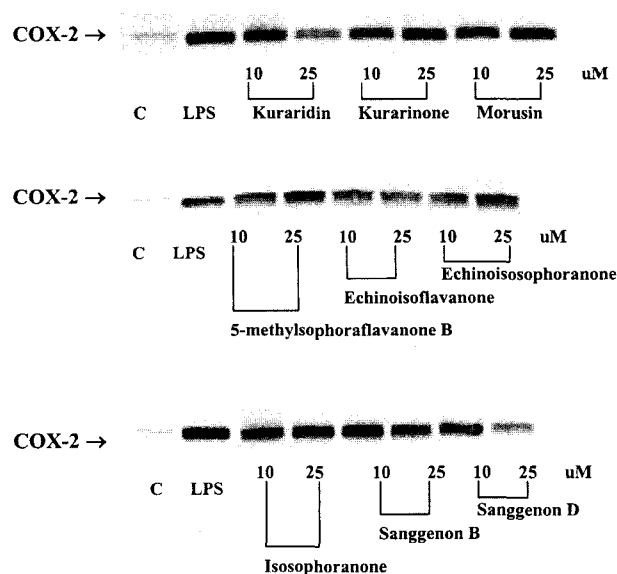 COX-2 →
10 25 10 25 10 25 uM
C LPS Kuraridin Kurarinone Morusin
COX-2 →
10 25 10 25 10 25 uM
C LPS
Echinoisosophoranone
Echinoisoflavanone
5-methylsophoraflavanone B
COX-2 →
10 25 10 25 10 25 uM
C LPS
Sanggenon D
Sanggenon B
Isosophoranone